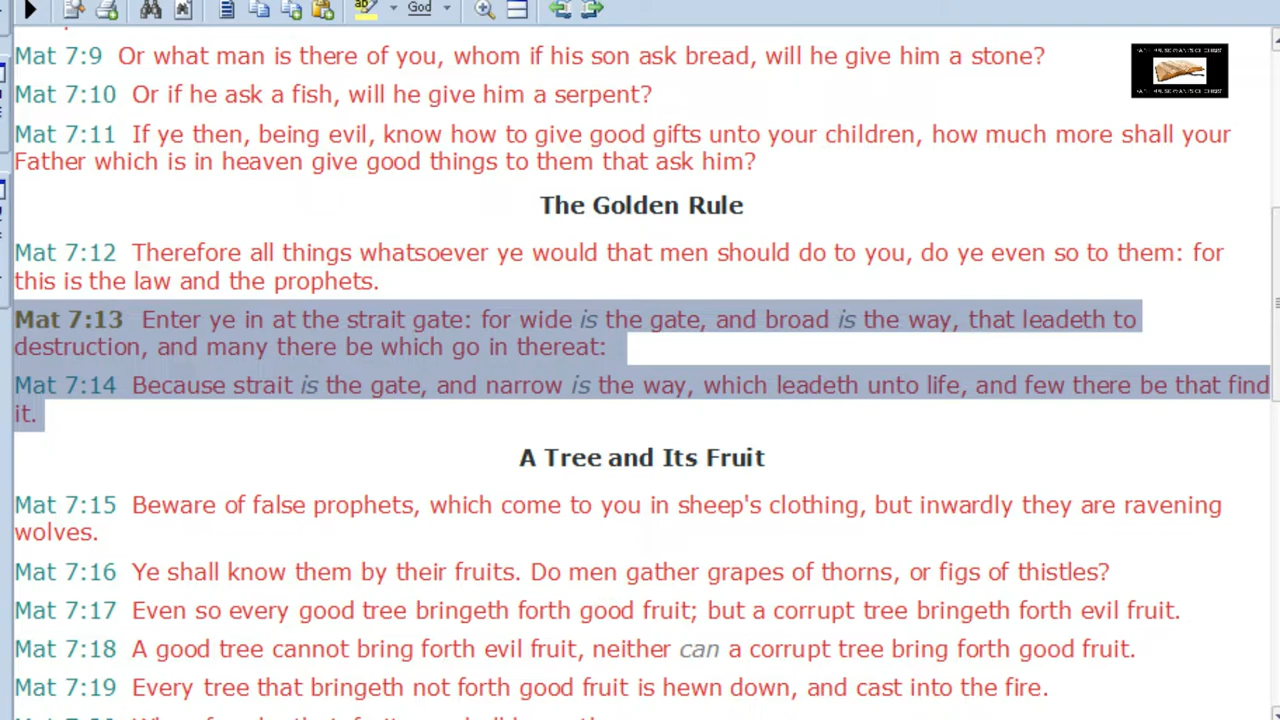 God
Mat 7:9 Or what man is there of you, whom if his son ask bread, will he give him a stone?
Mat 7:10 Or if he ask a fish, will he give him a serpent?
Mat 7:11 If ye then, being evil, know how to give good gifts unto your children, how much more shall your
Father which is in heaven give good things to them that ask him?
The Golden Rule
Mat 7:12 Therefore all things whatsoever ye would that men should do to you, do ye even so to them: for
this is the law and the prophets.
Mat 7:13 Enter ye in at the strait gate: for wide is the gate, and broad is the way, that leadeth to
destruction, and many there be which go in thereat:
Mat 7:14 Because strait is the gate, and narrow is the way, which leadeth unto life, and few there be that find
it.
A Tree and Its Fruit
Mat 7:15 Beware of false prophets, which come to you in sheep's clothing, but inwardly they are ravening
wolves.
Mat 7:16 Ye shall know them by their fruits. Do men gather grapes of thorns, or figs of thistles?
Mat 7:17 Even so every good tree bringeth forth good fruit; but a corrupt tree bringeth forth evil fruit.
Mat 7:18 A good tree cannot bring forth evil fruit, neither can a corrupt tree bring forth good fruit.
Mat 7:19 Every tree that bringeth not forth good fruit is hewn down, and cast into the fire.